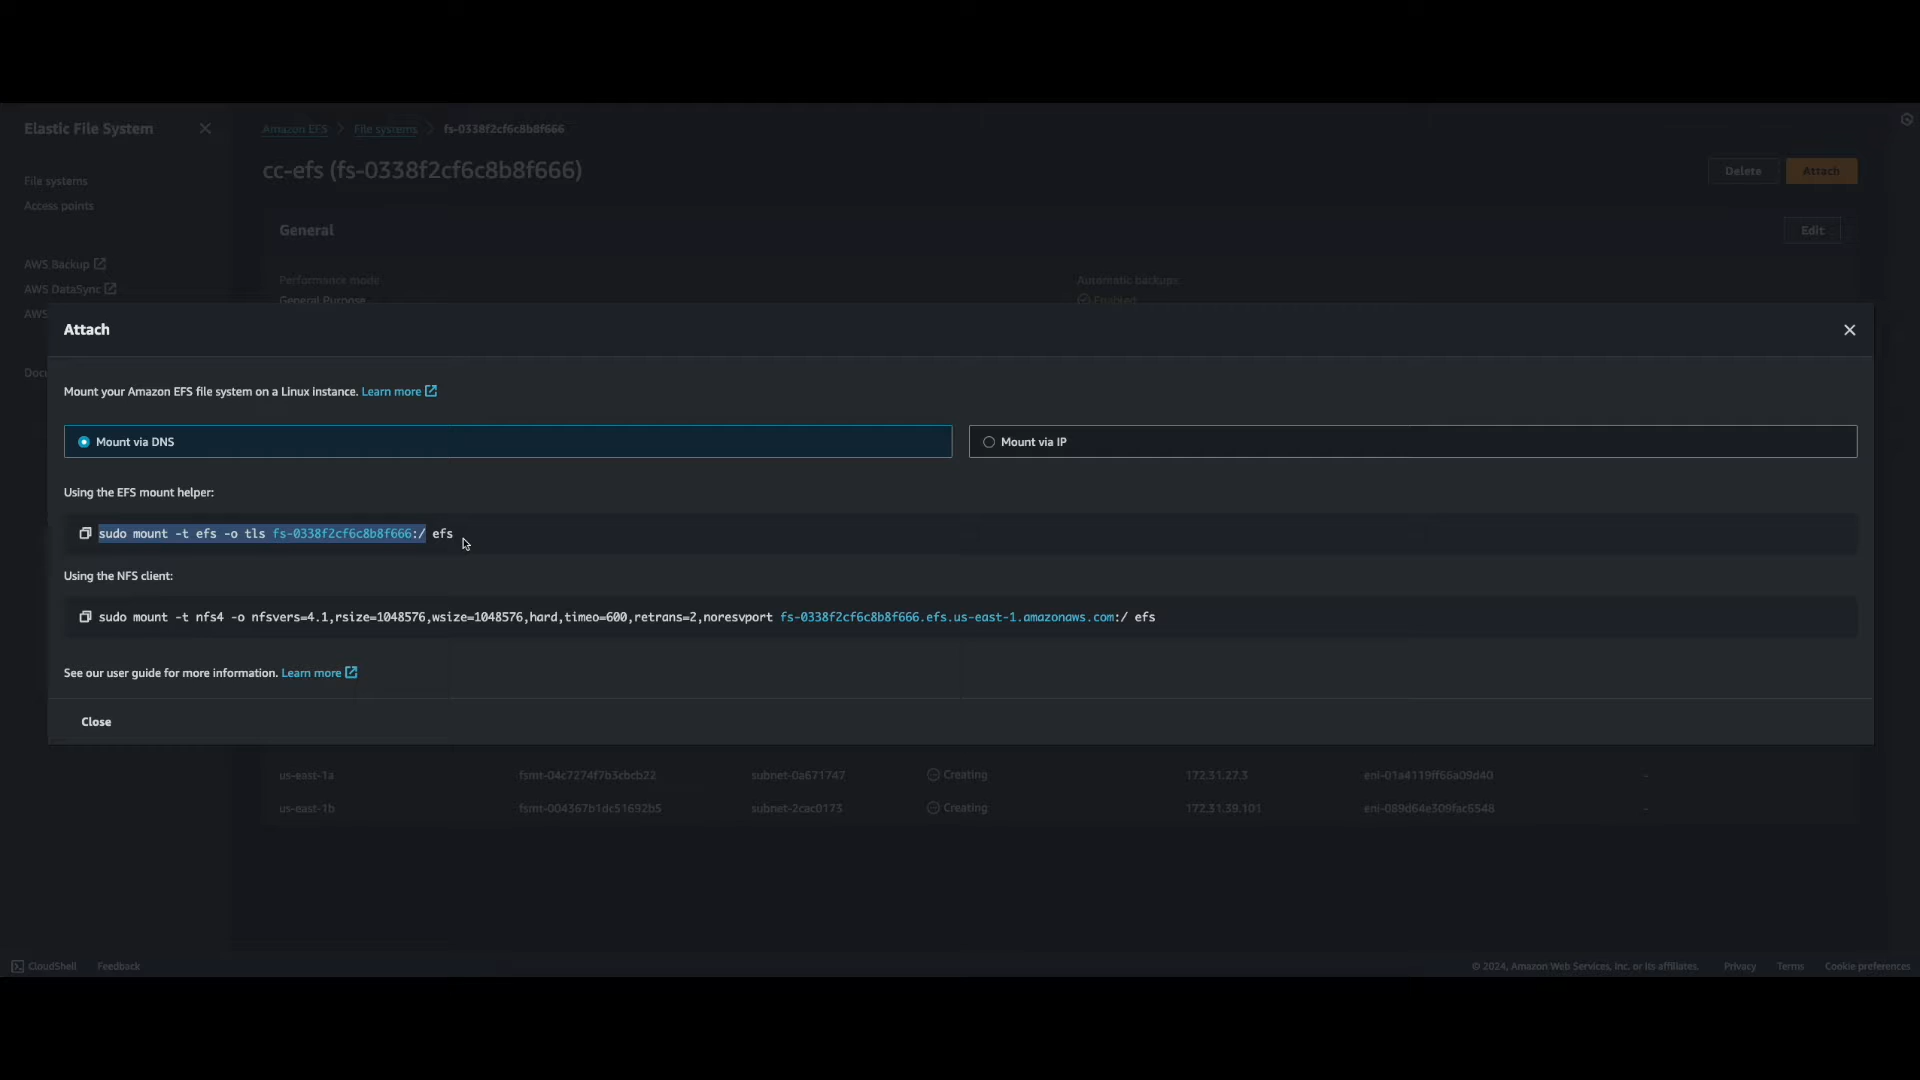 Elastic File System
Amazon EFS > File systems > fs-0338f2cf6c8b8f666
cc-efs (fs-0338f2cf6c8b8f666)
Delete
Attach
File systems
Access points
General
Edit
AWS Backup
AWS DataSync
AWS
Performance mode
General Purpose
Automatic backups
Enabled
Attach
Mount your Amazon EFS file system on a Linux instance. Learn more
Mount via DNS
Mount via IP
Using the EFS mount helper:
sudo mount -t efs -o tls fs-0338f2cf6c8b8f666:/ efs
Using the NFS client:
sudo mount -t nfs4 -o nfsvers=4.1,rsize=1048576,wsize=1048576,hard,timeo=600,retrans=2,noresvport fs-0338f2cf6c8b8f666.efs.us-east-1.amazonaws.com:/ efs
See our user guide for more information. Learn more
Close
us-east-1a fsmt-04c7274f7b3cbcb22 subnet-0a671747 Creating 172.31.27.3 eni-01a4119ff66a09d40 -
us-east-1b fsmt-004367b1dc51692b5 subnet-2cac0173 Creating 172.31.39.101 eni-089d64e309fac6548 -
CloudShell Feedback
© 2024, Amazon Web Services, Inc. or its affiliates. Privacy Terms Cookie preferences